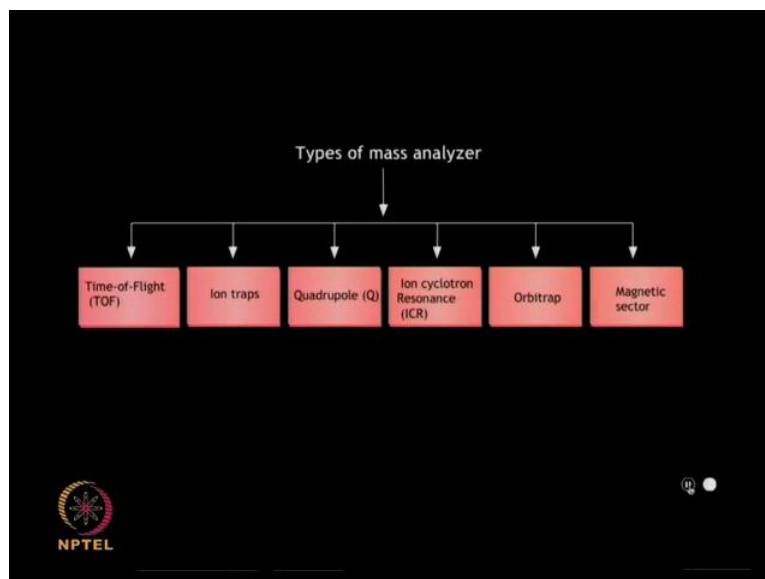 Types of mass analyzer
Time-of-Flight
(TOF)
Ion traps
Quadrupole (Q)
Ion cyclotron
Resonance
(ICR)
Orbitrap
Magnetic
sector
NPTEL